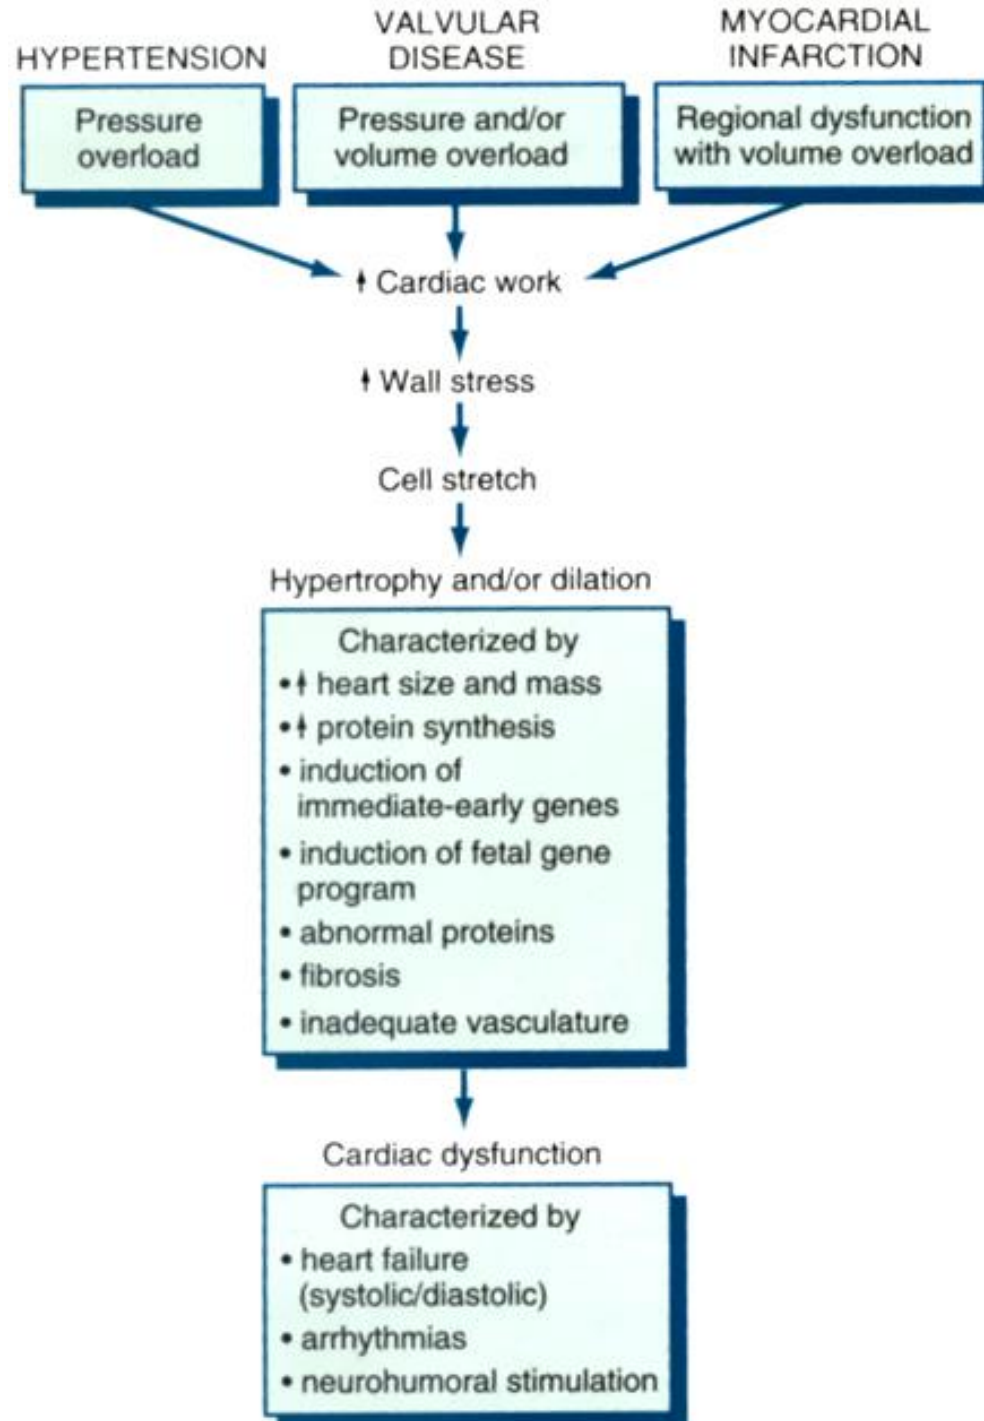 HYPERTENSION
VALVULAR
DISEASE
MYOCARDIAL
INFARCTION
Pressure
overload
Pressure and/or
volume overload
Regional dysfunction
with volume overload
↑ Cardiac work
↑ Wall stress
Cell stretch
Hypertrophy and/or dilation
Characterized by
•↑ heart size and mass
•↑ protein synthesis
• induction of
immediate-early genes
• induction of fetal gene
program
• abnormal proteins
• fibrosis
• inadequate vasculature
Cardiac dysfunction
Characterized by
• heart failure
(systolic/diastolic)
• arrhythmias
• neurohumoral stimulation